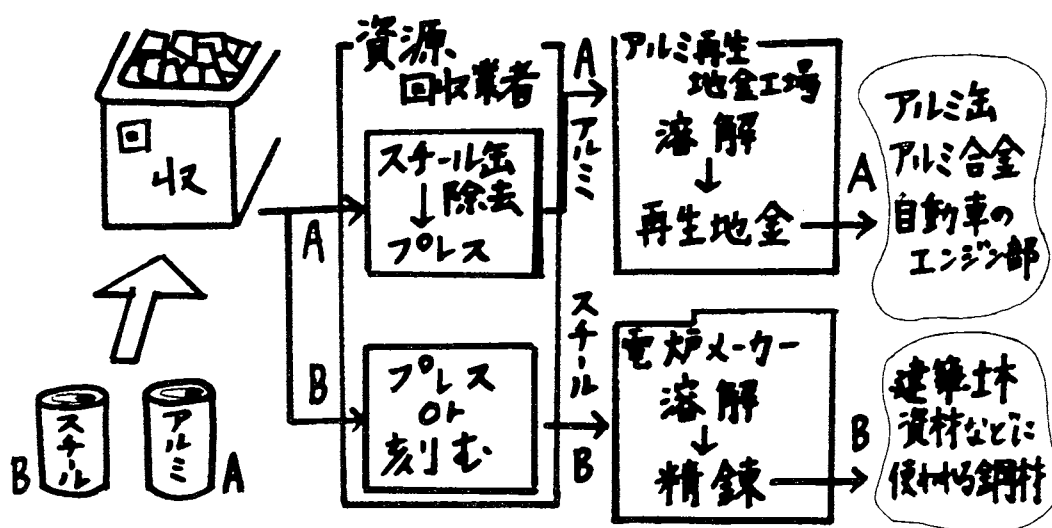 収
スチール
B
アルミ
A
A
B
資源
回収業者
スチール缶
↓除去
プレス
プレス
or
刻む
A
アルミ
スチール
B
アルミ再生
地金工場
溶解
↓
再生地金
A
アルミ缶
アルミ合金
自動車の
エンジン部
電炉メーカー
溶解
↓
精錬
B
建築土木
資材などに
使われる鋼材